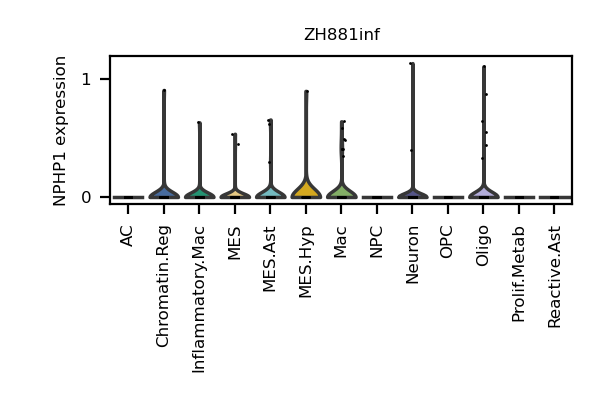 ZH881inf
NPHP1 expression
1
0
AC
Chromatin.Reg
Inflammatory.Mac
MES
MES.Ast
MES.Hyp
Mac
NPC
Neuron
OPC
Oligo
Prolif.Metab
Reactive.Ast